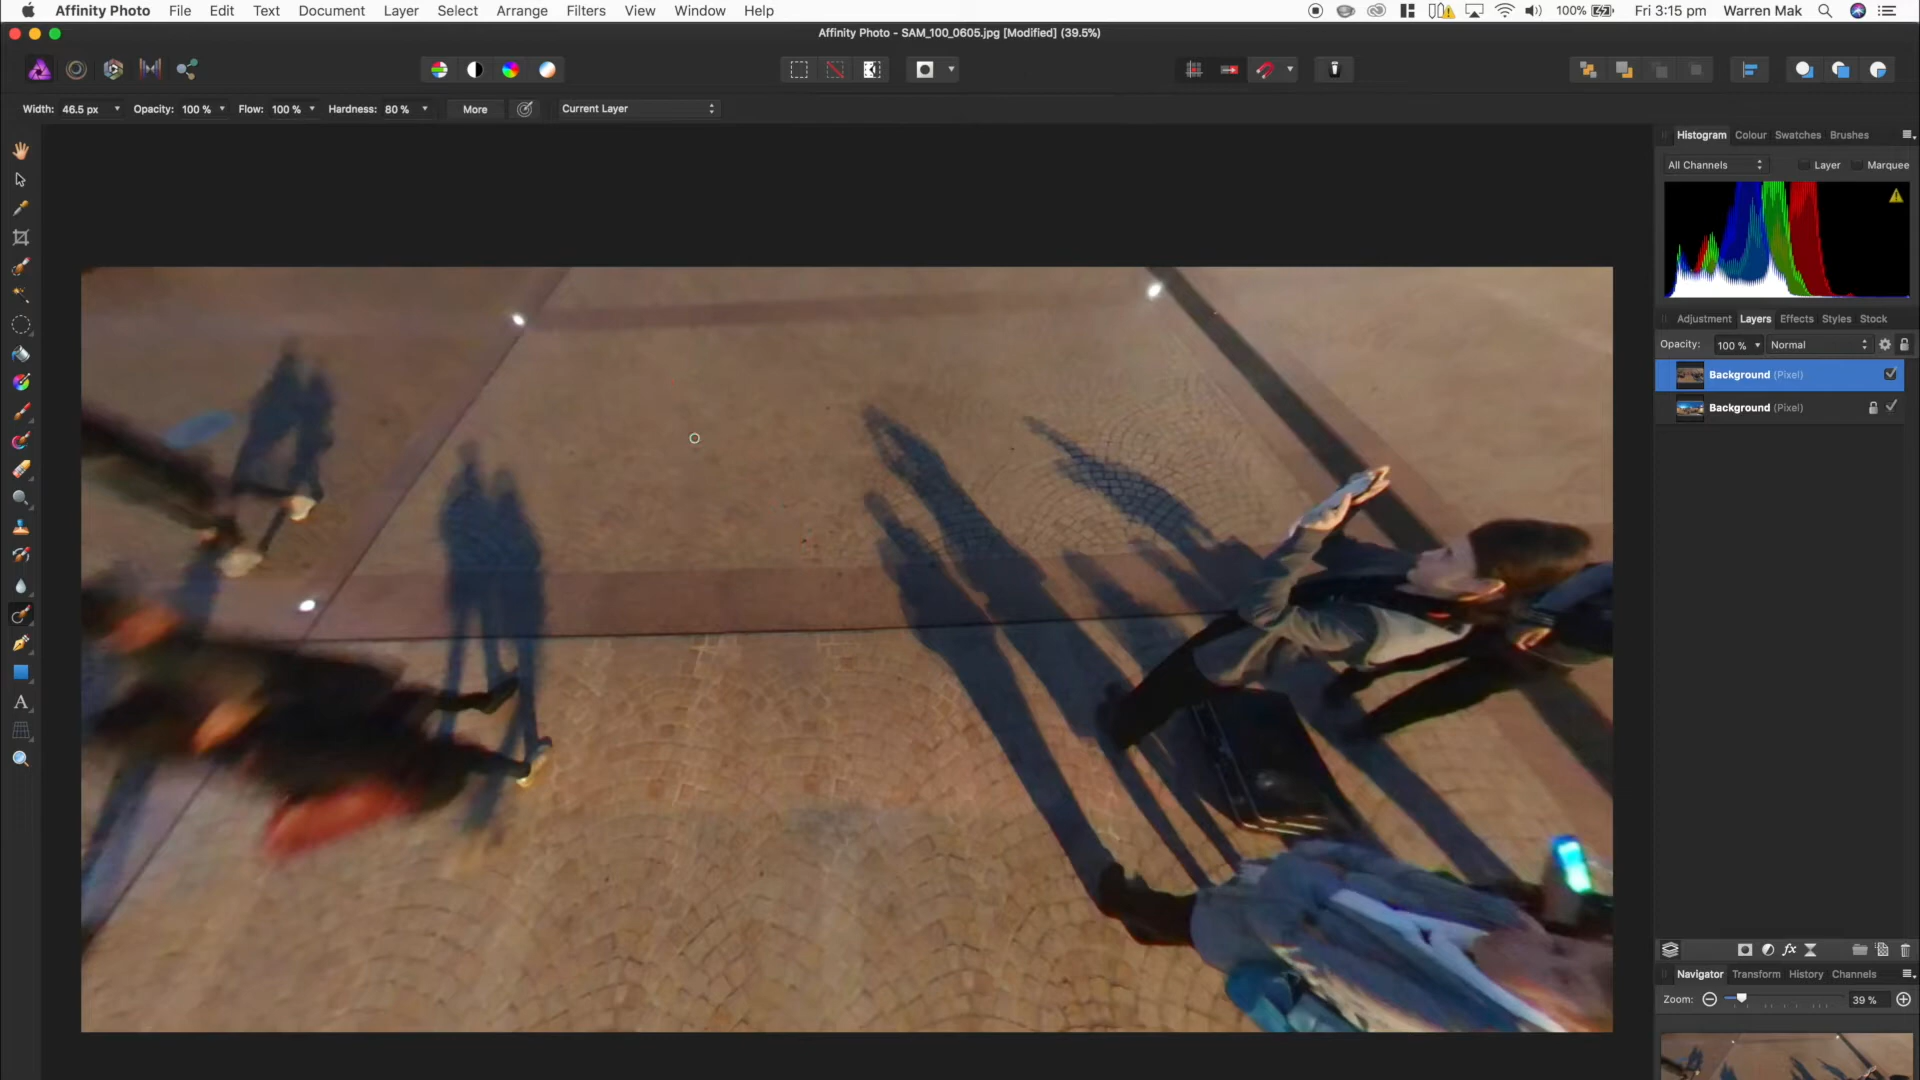 Affinity Photo File Edit Text Document Layer Select Arrange Filters View Window Help 100% Fri 3:15 pm Warren Mak
Affinity Photo - SAM_100_0605.jpg [Modified] (39.5%)
Width: 46.5 px Opacity: 100 % Flow: 100 % Hardness: 80 % More Current Layer
Histogram Colour Swatches Brushes
All Channels Layer Marquee
Adjustment Layers Effects Styles Stock
Opacity: 100 % Normal
Background (Pixel)
Background (Pixel)
Navigator Transform History Channels
Zoom: 39 %